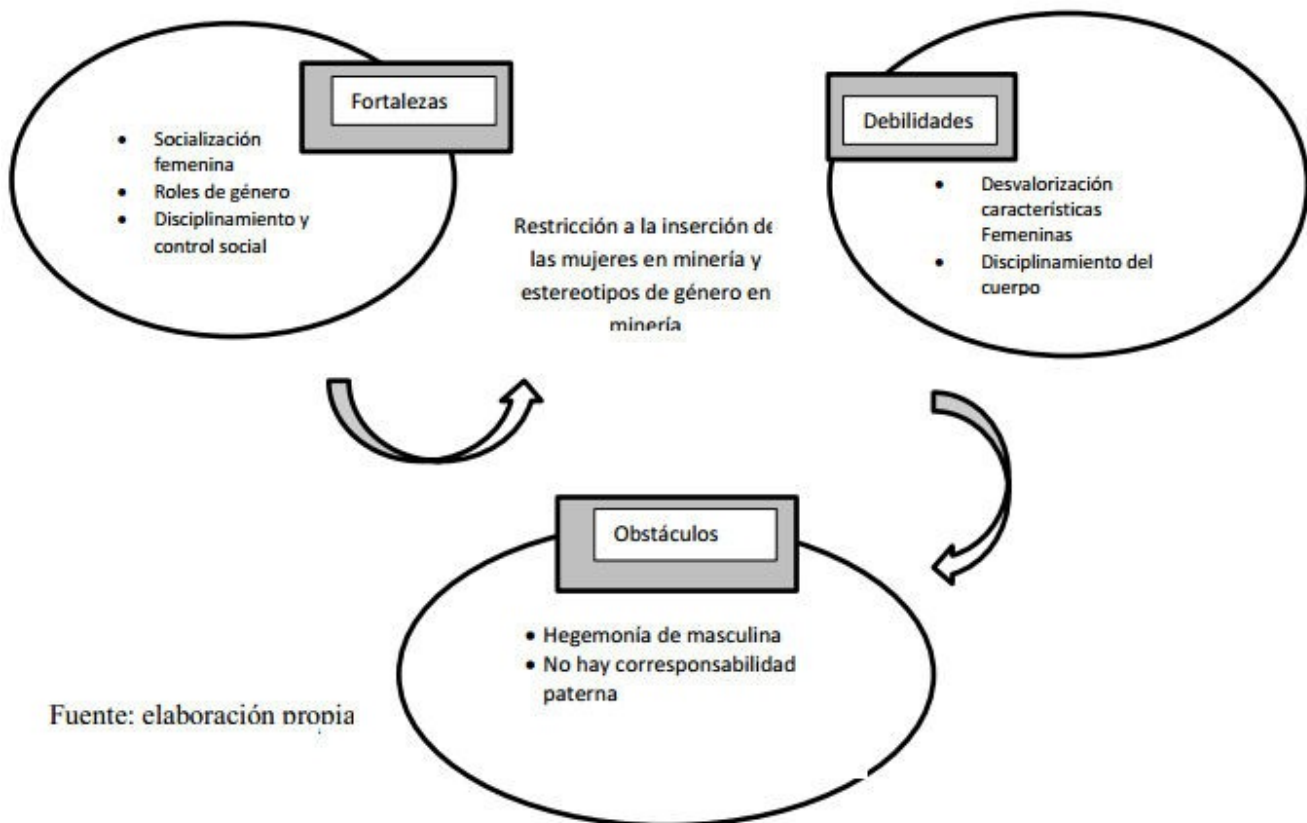 Fortalezas
• Socialización
femenina
• Roles de género
• Disciplinamiento y
control social
Restricción a la inserción de
las mujeres en minería y
estereotipos de género en
minería
Debilidades
• Desvalorización
características
Femeninas
• Disciplinamiento del
cuerpo
Obstáculos
• Hegemonía de masculina
• No hay corresponsabilidad
paterna
Fuente: elaboración propia